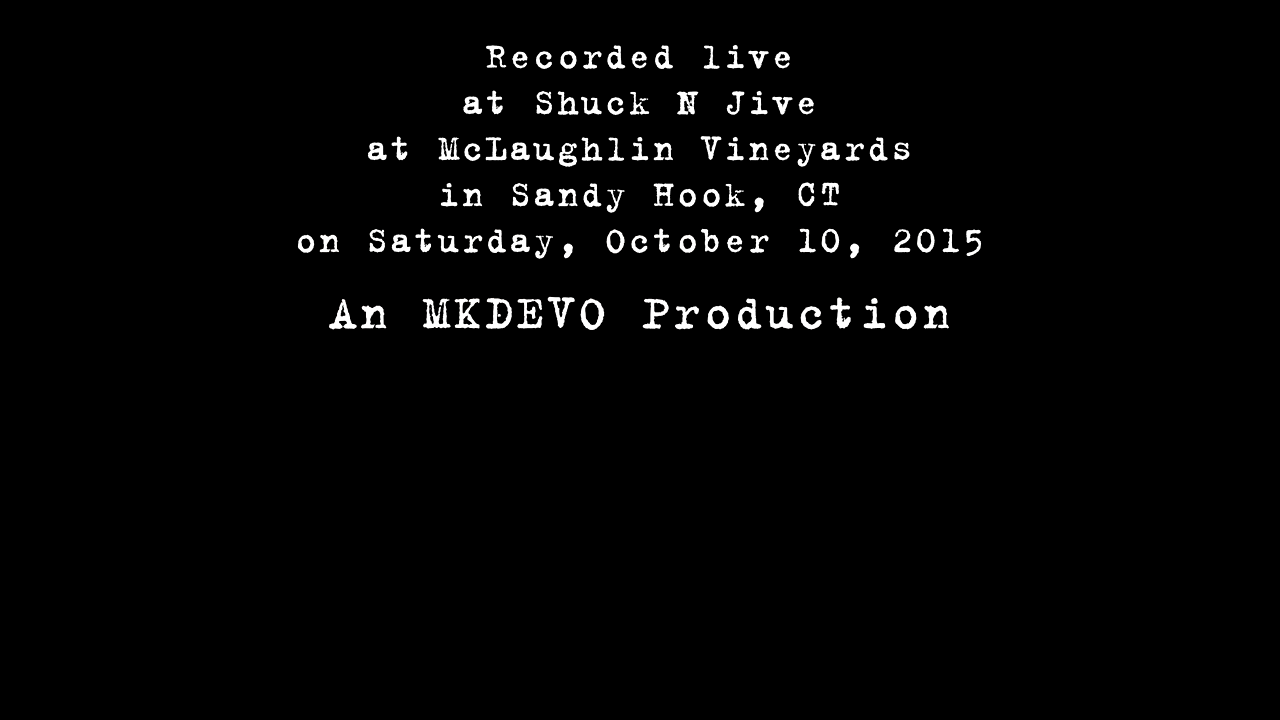 Recorded live
at Shuck N Jive
at McLaughlin Vineyards
in Sandy Hook, CT
on Saturday, October 10, 2015
An MKDEVO Production